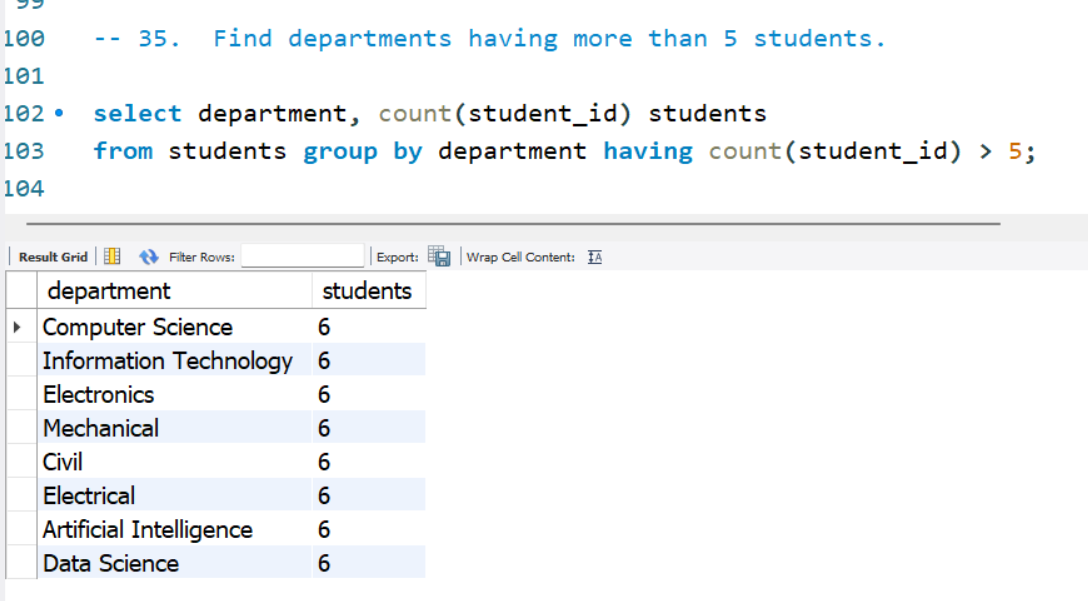 99
100 -- 35. Find departments having more than 5 students.
101
102 select department, count(student_id) students
103 from students group by department having count(student_id) > 5;
104
Result Grid Filter Rows: Export: Wrap Cell Content: IA
department students
Computer Science 6
Information Technology 6
Electronics 6
Mechanical 6
Civil 6
Electrical 6
Artificial Intelligence 6
Data Science 6